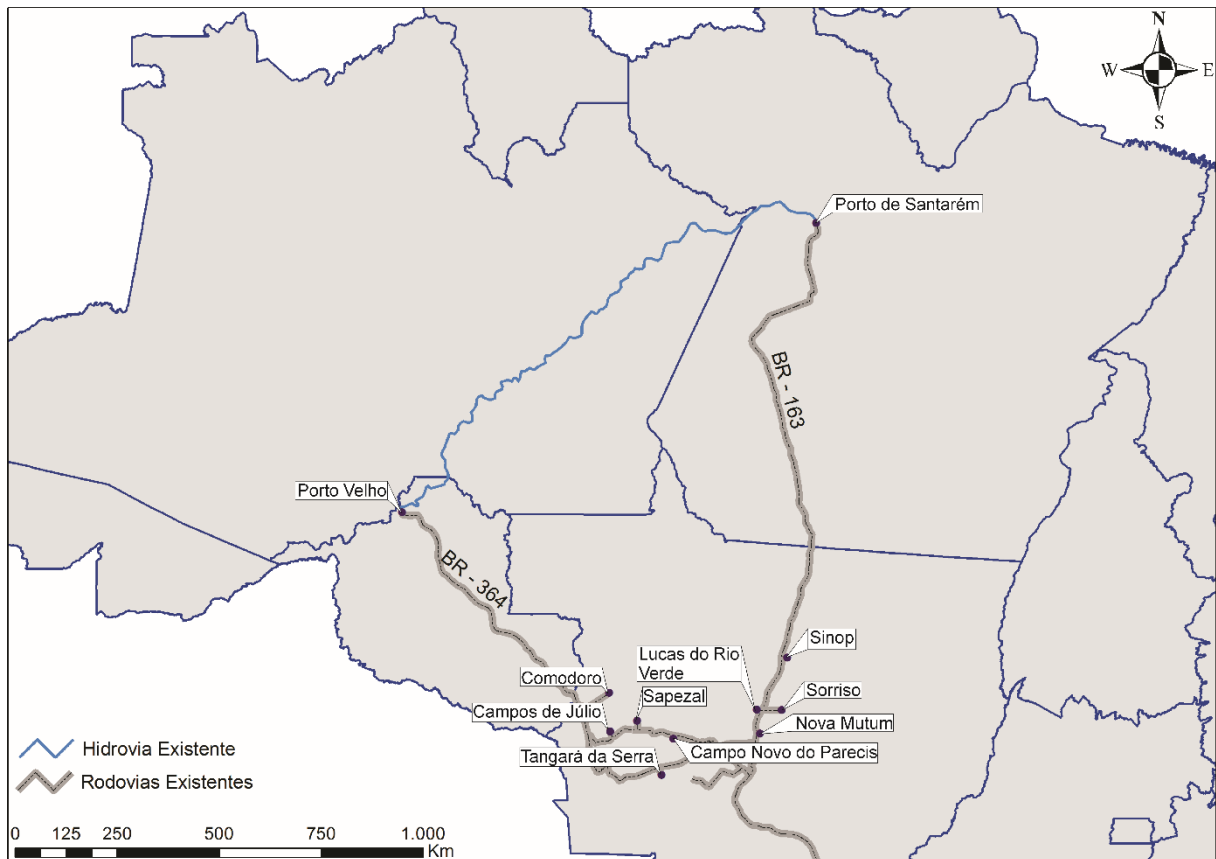 N
W
E
S
Porto de Santarém
BR - 163
Porto Velho
BR - 364
Sinop
Lucas do Rio
Verde
Comodoro
Sapezal
Sorriso
Campos de Júlio
Nova Mutum
Tangará da Serra
Campo Novo do Parecis
Hidrovia Existente
Rodovias Existentes
0 125 250 500 750 1.000
Km